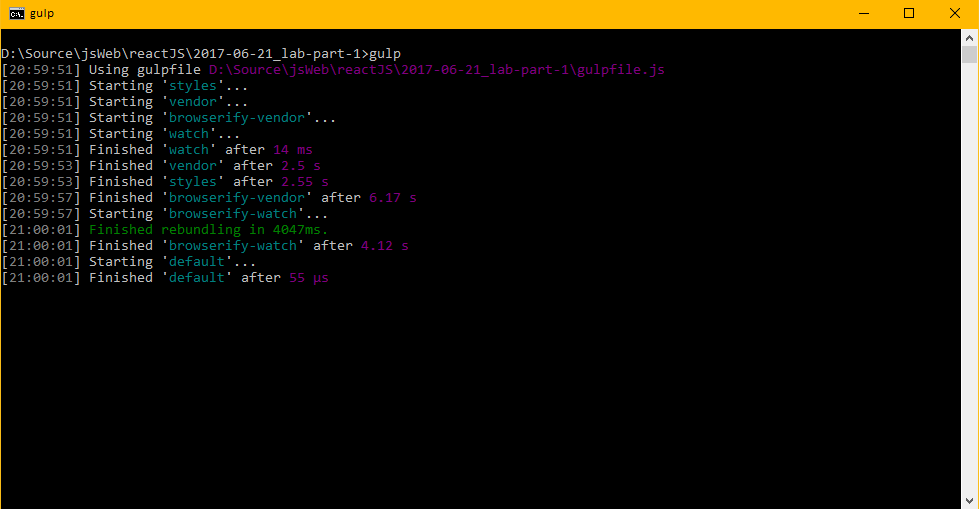 gulp
D:\Source\jsWeb\reactJS\2017-06-21_lab-part-1>gulp
[20:59:51] Using gulpfile D:\Source\jsWeb\reactJS\2017-06-21_lab-part-1\gulpfile.js
[20:59:51] Starting 'styles'...
[20:59:51] Starting 'vendor'...
[20:59:51] Starting 'browserify-vendor'...
[20:59:51] Starting 'watch'...
[20:59:51] Finished 'watch' after 14 ms
[20:59:53] Finished 'vendor' after 2.5 s
[20:59:53] Finished 'styles' after 2.55 s
[20:59:57] Finished 'browserify-vendor' after 6.17 s
[20:59:57] Starting 'browserify-watch'...
[21:00:01] Finished rebundling in 4047ms.
[21:00:01] Finished 'browserify-watch' after 4.12 s
[21:00:01] Starting 'default'...
[21:00:01] Finished 'default' after 55 μs